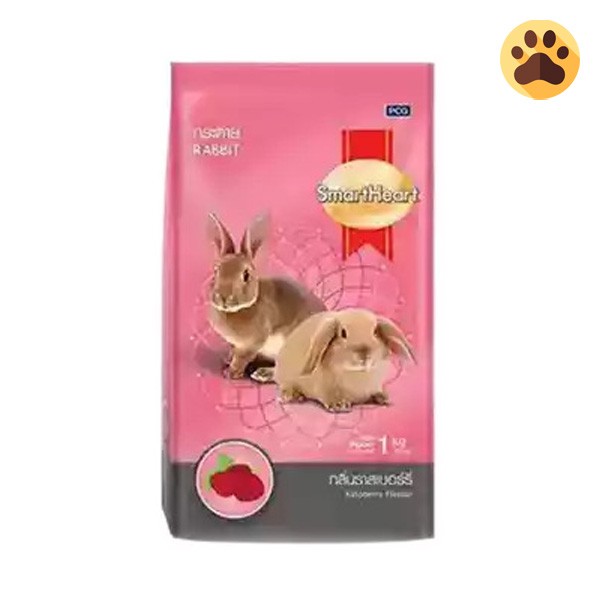 PCG
กระต่าย
RABBIT
SmartHeart
1 kg
กลิ่นราสเบอร์รี่
Raspberry Flavour